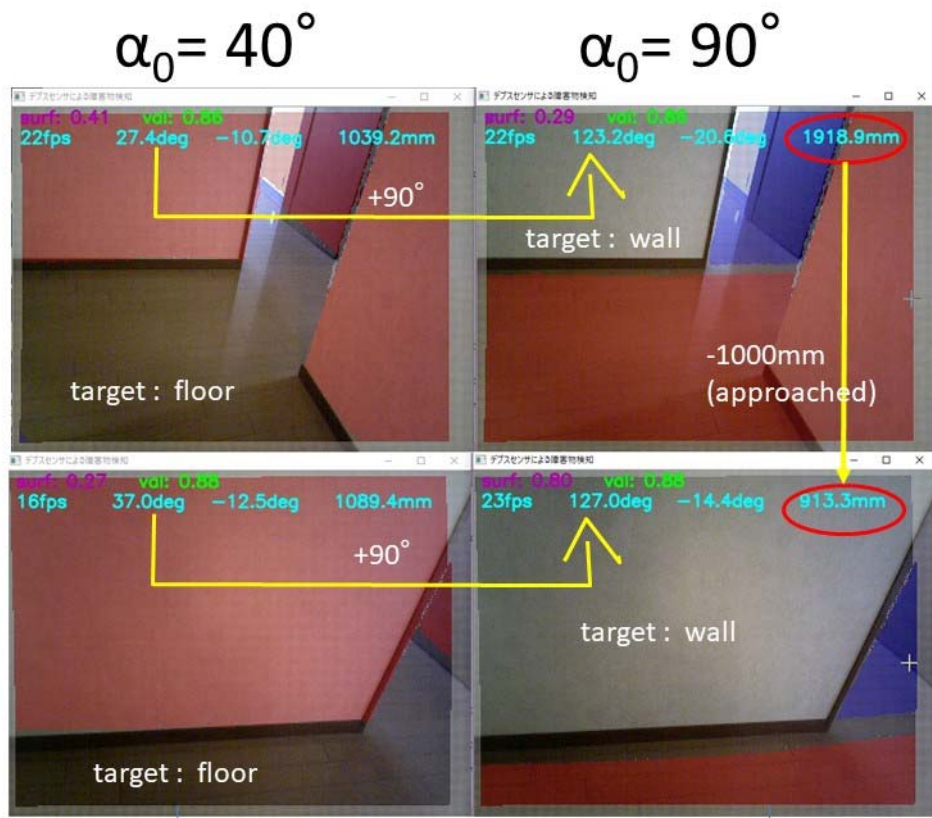 α₀= 40°
α₀= 90°
デプスセンサによる障害物検知
surf: 0.41 val: 0.86
22fps 27.4deg -10.7deg 1039.2mm
+90°
target : floor
デプスセンサによる障害物検知
surf: 0.29 val: 0.86
22fps 123.2deg -20.6deg 1918.9mm
target : wall
-1000mm
(approached)
デプスセンサによる障害物検知
surf: 0.27 val: 0.88
16fps 37.0deg -12.5deg 1089.4mm
+90°
target : floor
デプスセンサによる障害物検知
surf: 0.80 val: 0.88
23fps 127.0deg -14.4deg 913.3mm
target : wall